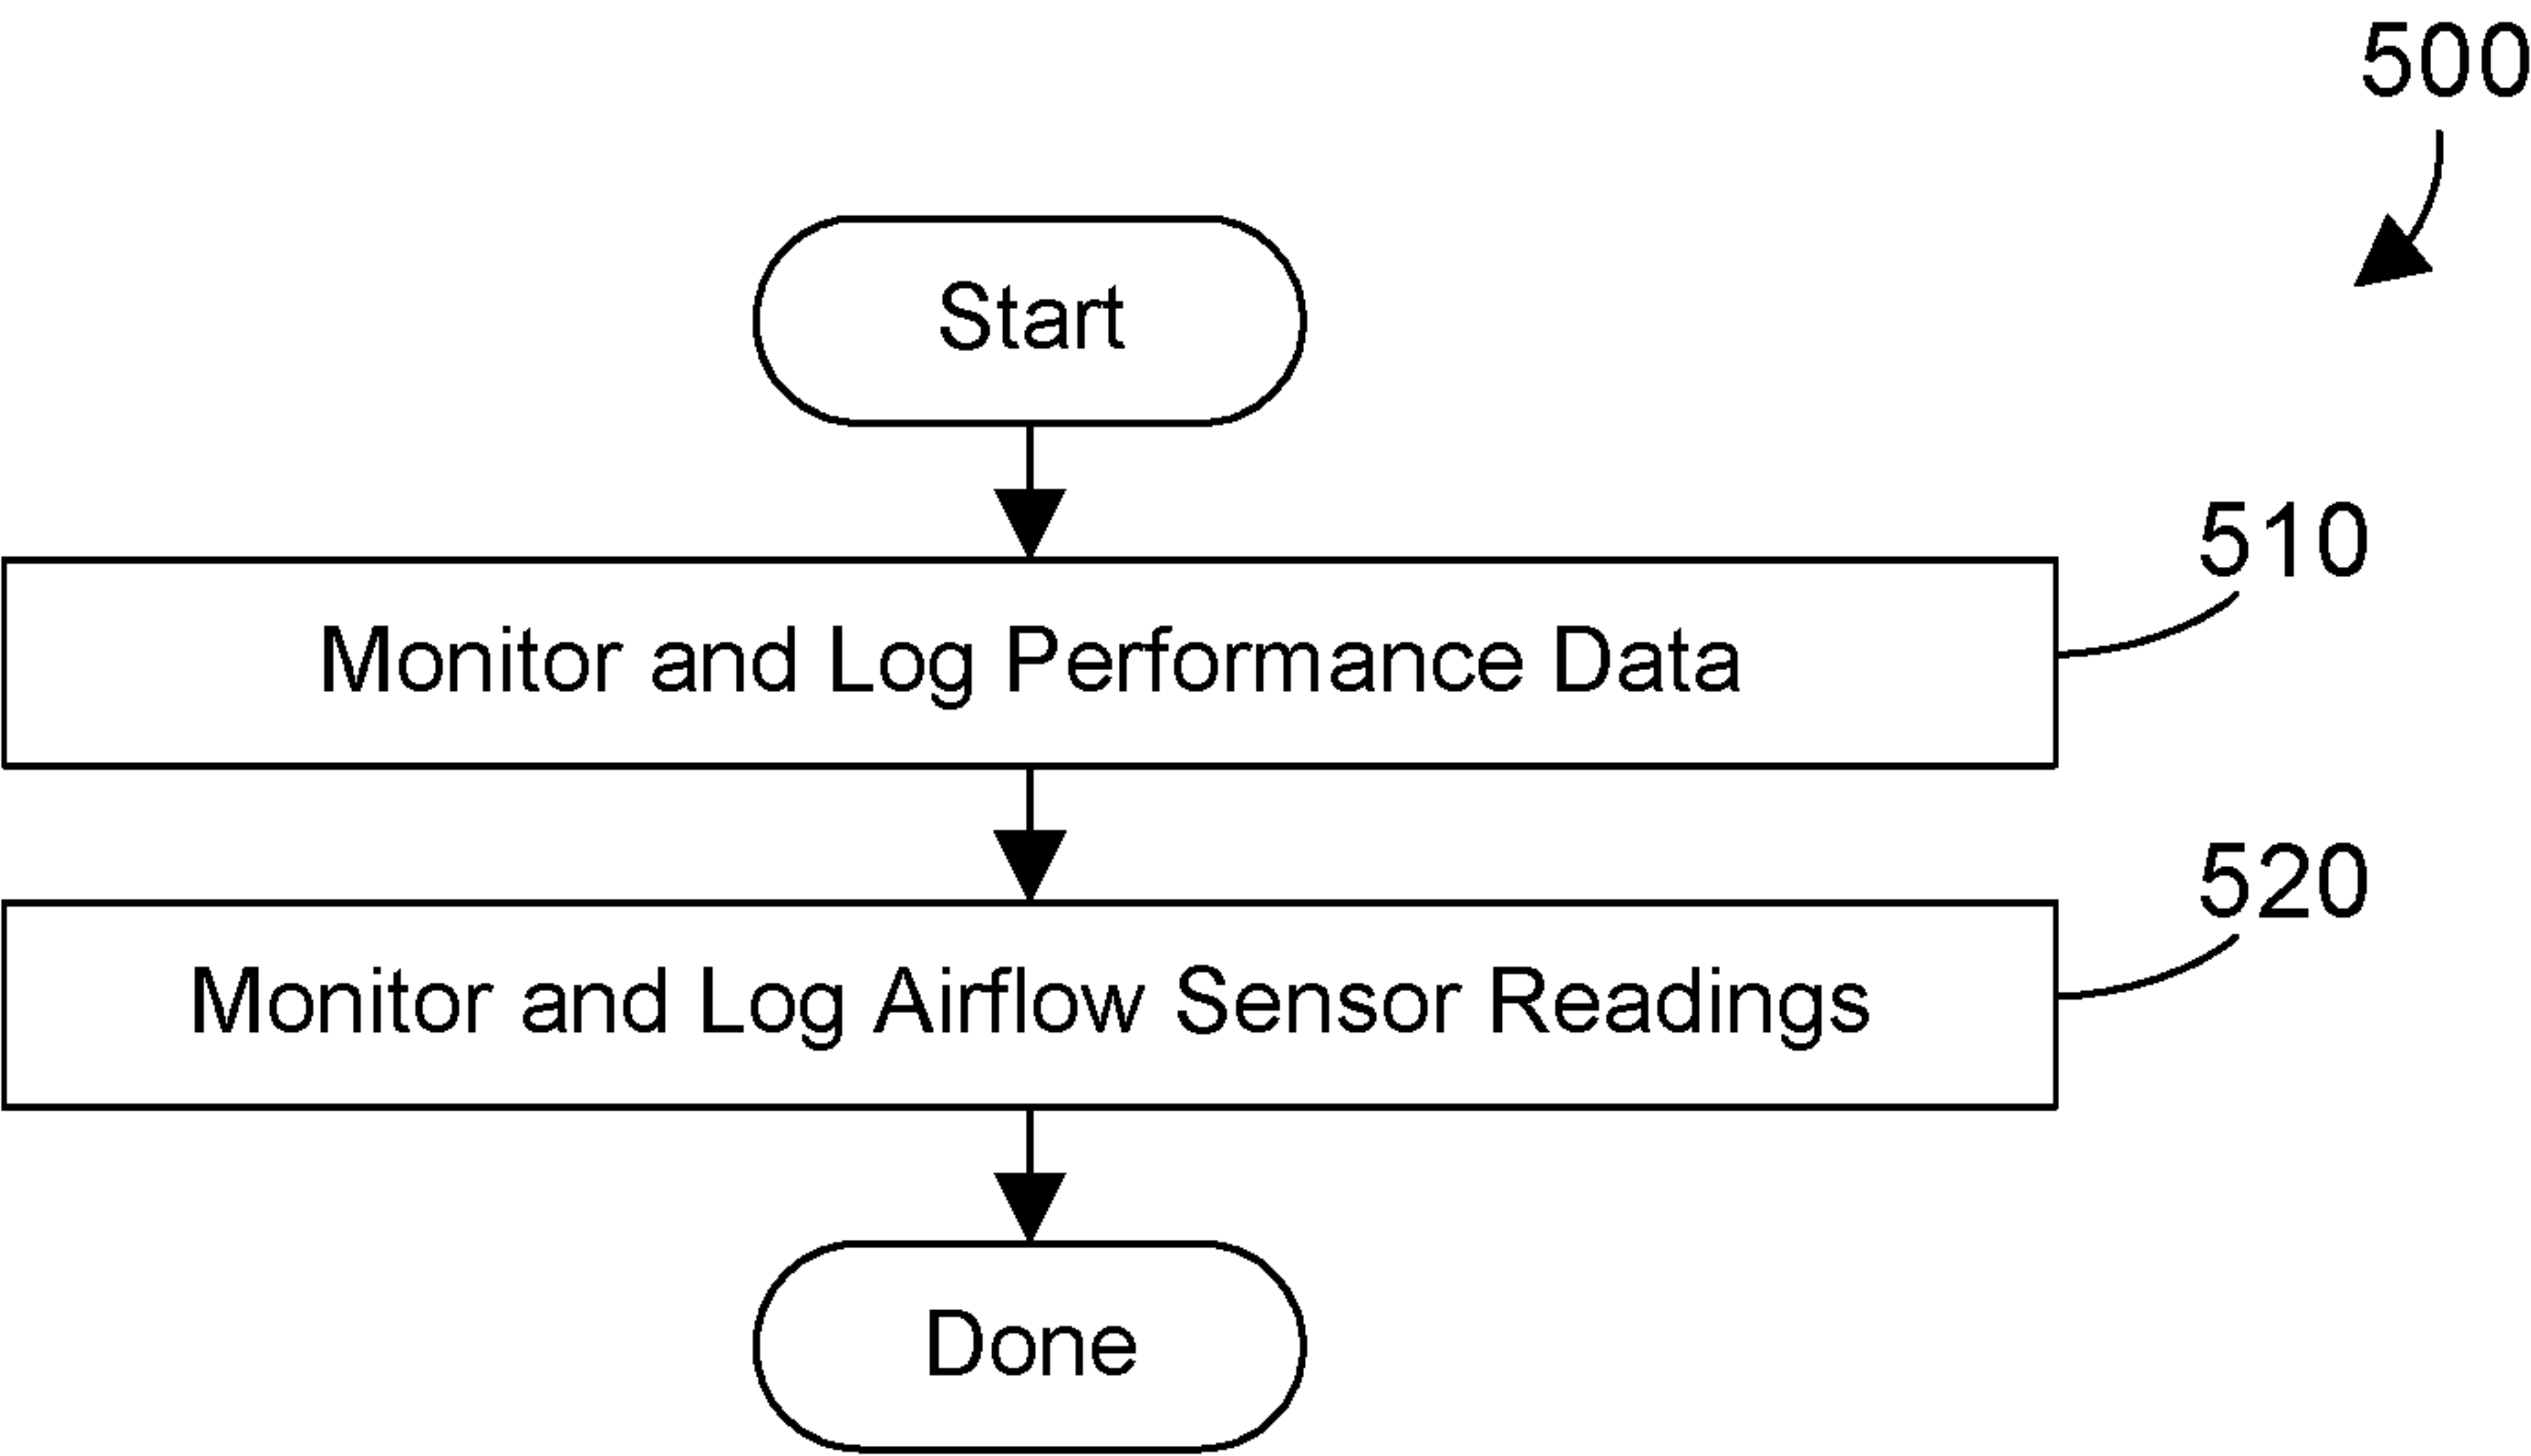 500
Start
510
Monitor and Log Performance Data
520
Monitor and Log Airflow Sensor Readings
Done